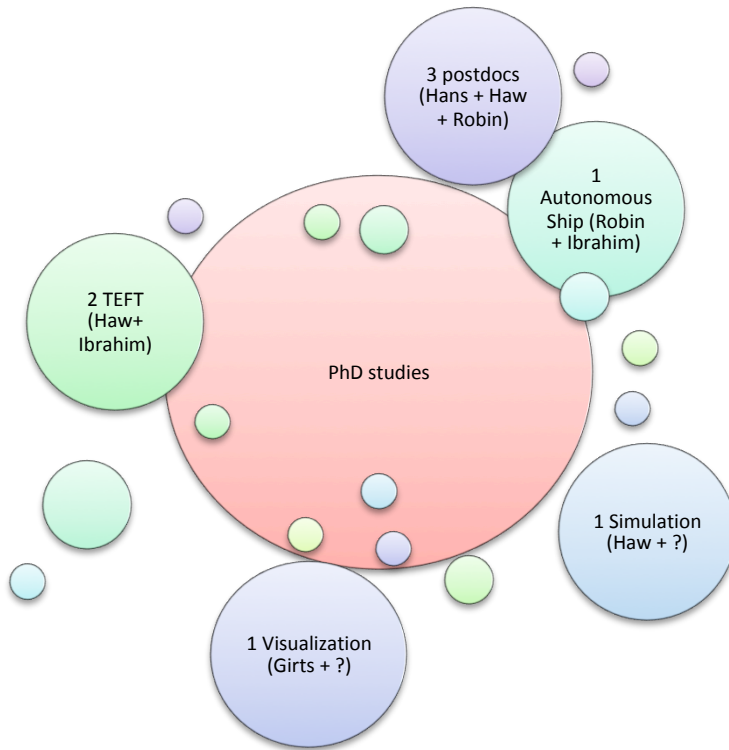 3 postdocs
(Hans + Haw
+ Robin)
1
Autonomous
Ship (Robin
+ Ibrahim)
2 TEFT
(Haw+
Ibrahim)
PhD studies
1 Simulation
(Haw + ?)
1 Visualization
(Girts + ?)